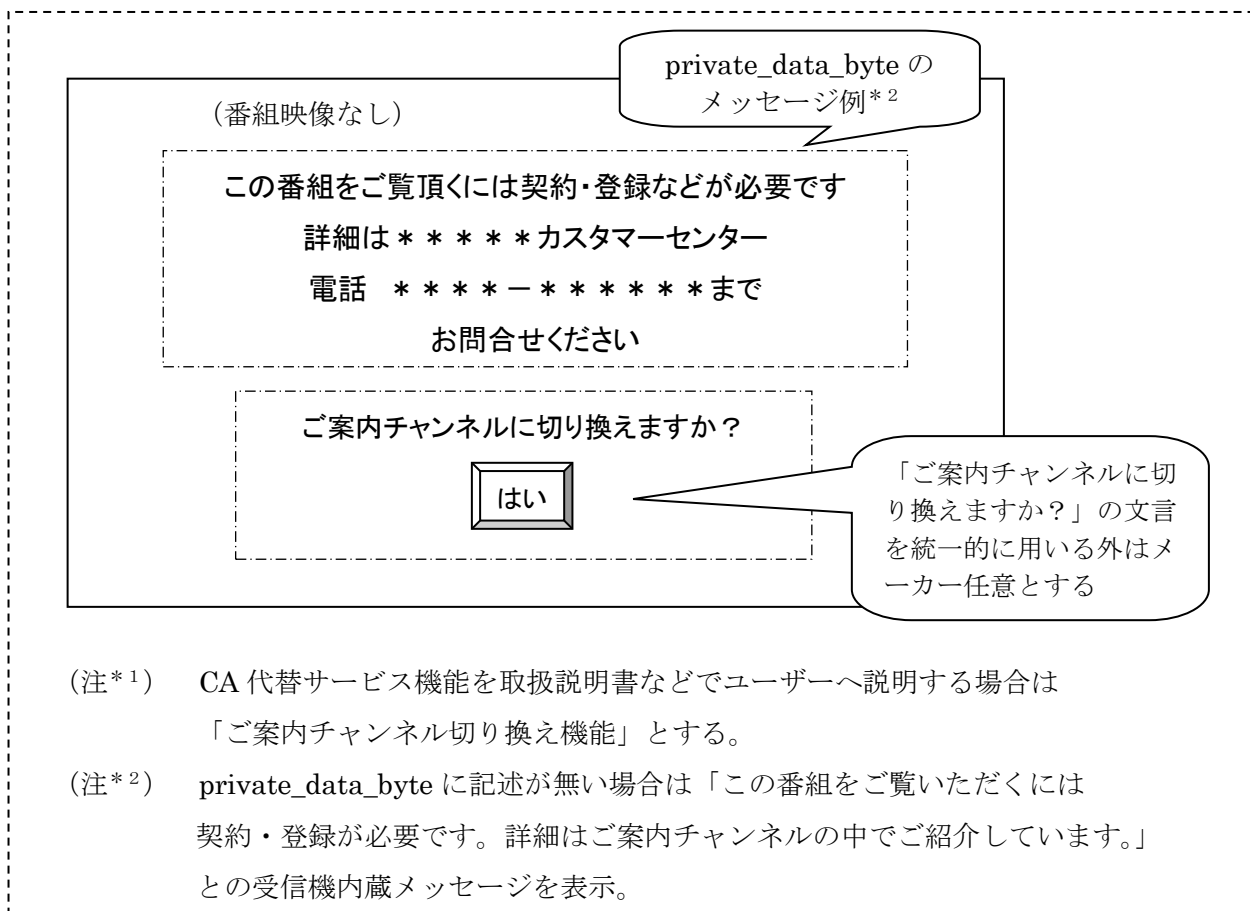 private_data_byte の
メッセージ例*2
（番組映像なし）
この番組をご覧頂くには契約・登録などが必要です
詳細は＊＊＊＊＊カスタマーセンター
電話　＊＊＊＊－＊＊＊＊＊＊まで
お問合せください
ご案内チャンネルに切り換えますか？
はい
「ご案内チャンネルに切
り換えますか？」の文言
を統一的に用いる外はメ
ーカー任意とする
（注*1）　CA 代替サービス機能を取扱説明書などでユーザーへ説明する場合は
「ご案内チャンネル切り換え機能」とする。
（注*2）　private_data_byte に記述が無い場合は「この番組をご覧いただくには
契約・登録が必要です。詳細はご案内チャンネルの中でご紹介しています。」
との受信機内蔵メッセージを表示。